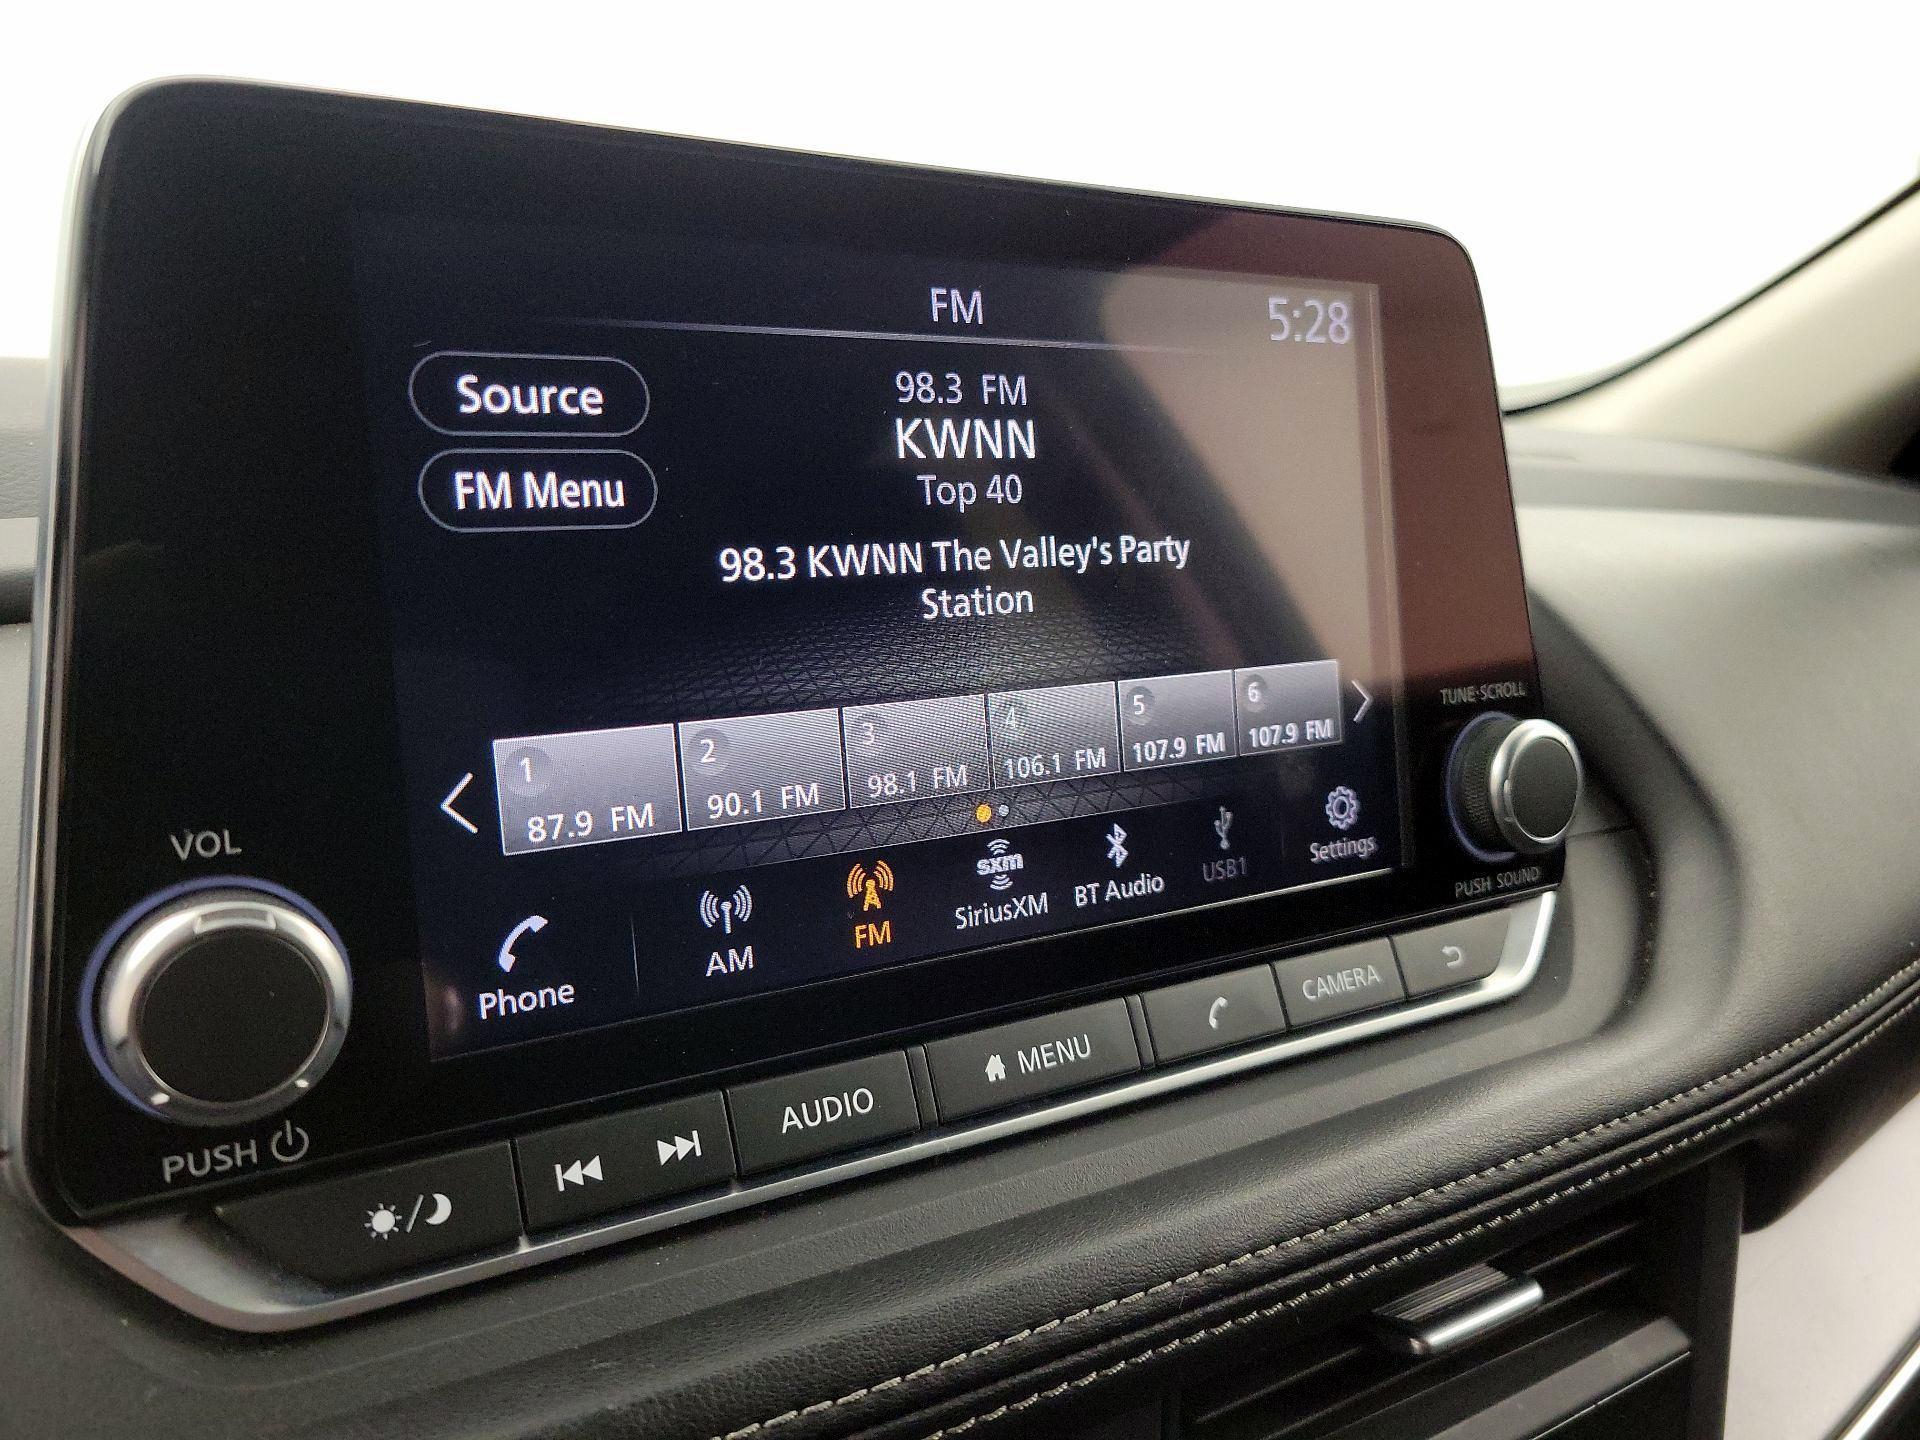 FM
5:28
Source
FM Menu
98.3 FM
KWNN
Top 40
98.3 KWNN The Valley's Party
Station
1
87.9 FM
2
90.1 FM
3
98.1 FM
4
106.1 FM
5
107.9 FM
6
107.9 FM
Phone
AM
FM
sxm
SiriusXM
BT Audio
USB1
Settings
VOL
PUSH
TUNE·SCROLL
PUSH SOUND
AUDIO
MENU
CAMERA